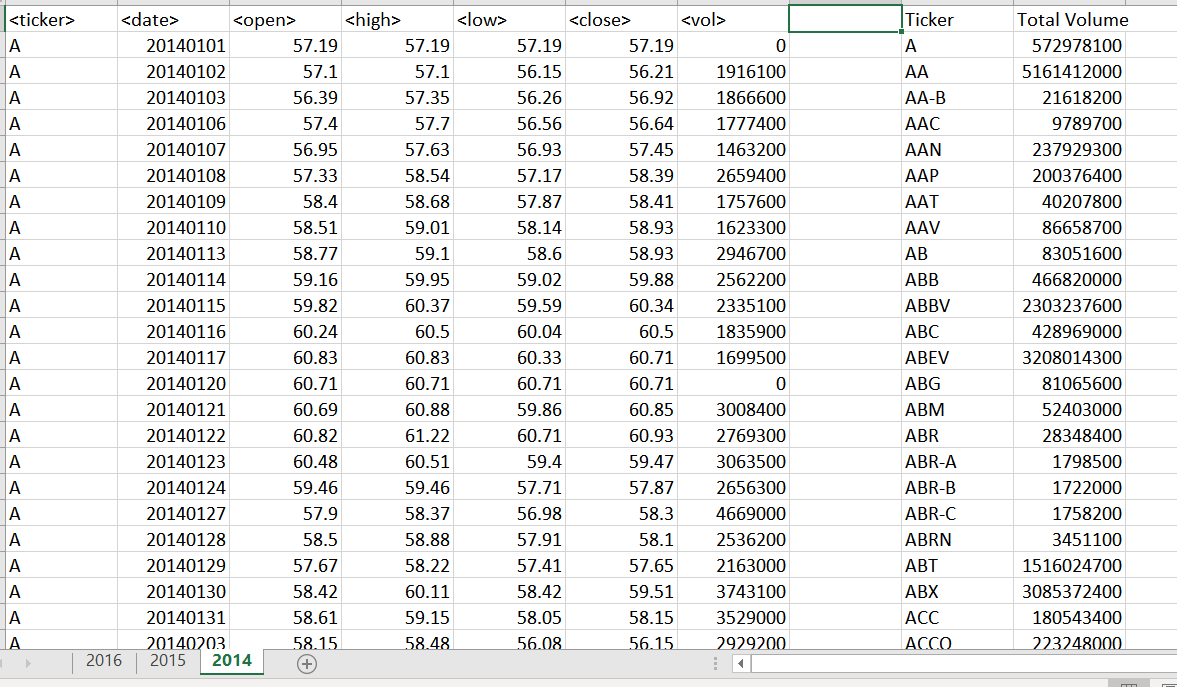 <ticker> <date> <open> <high> <low> <close> <vol> Ticker Total Volume
A 20140101 57.19 57.19 57.19 57.19 0 A 572978100
A 20140102 57.1 57.1 56.15 56.21 1916100 AA 5161412000
A 20140103 56.39 57.35 56.26 56.92 1866600 AA-B 21618200
A 20140106 57.4 57.7 56.56 56.64 1777400 AAC 9789700
A 20140107 56.95 57.63 56.93 57.45 1463200 AAN 237929300
A 20140108 57.33 58.54 57.17 58.39 2659400 AAP 200376400
A 20140109 58.4 58.68 57.87 58.41 1757600 AAT 40207800
A 20140110 58.51 59.01 58.14 58.93 1623300 AAV 86658700
A 20140113 58.77 59.1 58.6 58.93 2946700 AB 83051600
A 20140114 59.16 59.95 59.02 59.88 2562200 ABB 466820000
A 20140115 59.82 60.37 59.59 60.34 2335100 ABBV 2303237600
A 20140116 60.24 60.5 60.04 60.5 1835900 ABC 428969000
A 20140117 60.83 60.83 60.33 60.71 1699500 ABEV 3208014300
A 20140120 60.71 60.71 60.71 60.71 0 ABG 81065600
A 20140121 60.69 60.88 59.86 60.85 3008400 ABM 52403000
A 20140122 60.82 61.22 60.71 60.93 2769300 ABR 28348400
A 20140123 60.48 60.51 59.4 59.47 3063500 ABR-A 1798500
A 20140124 59.46 59.46 57.71 57.87 2656300 ABR-B 1722000
A 20140127 57.9 58.37 56.98 58.3 4669000 ABR-C 1758200
A 20140128 58.5 58.88 57.91 58.1 2536200 ABRN 3451100
A 20140129 57.67 58.22 57.41 57.65 2163000 ABT 1516024700
A 20140130 58.42 60.11 58.42 59.51 3743100 ABX 3085372400
A 20140131 58.61 59.15 58.05 58.15 3529000 ACC 180543400
A 20140203 58.15 58.48 56.08 56.15 2929200 ACCO 223248000
2016 2015 2014